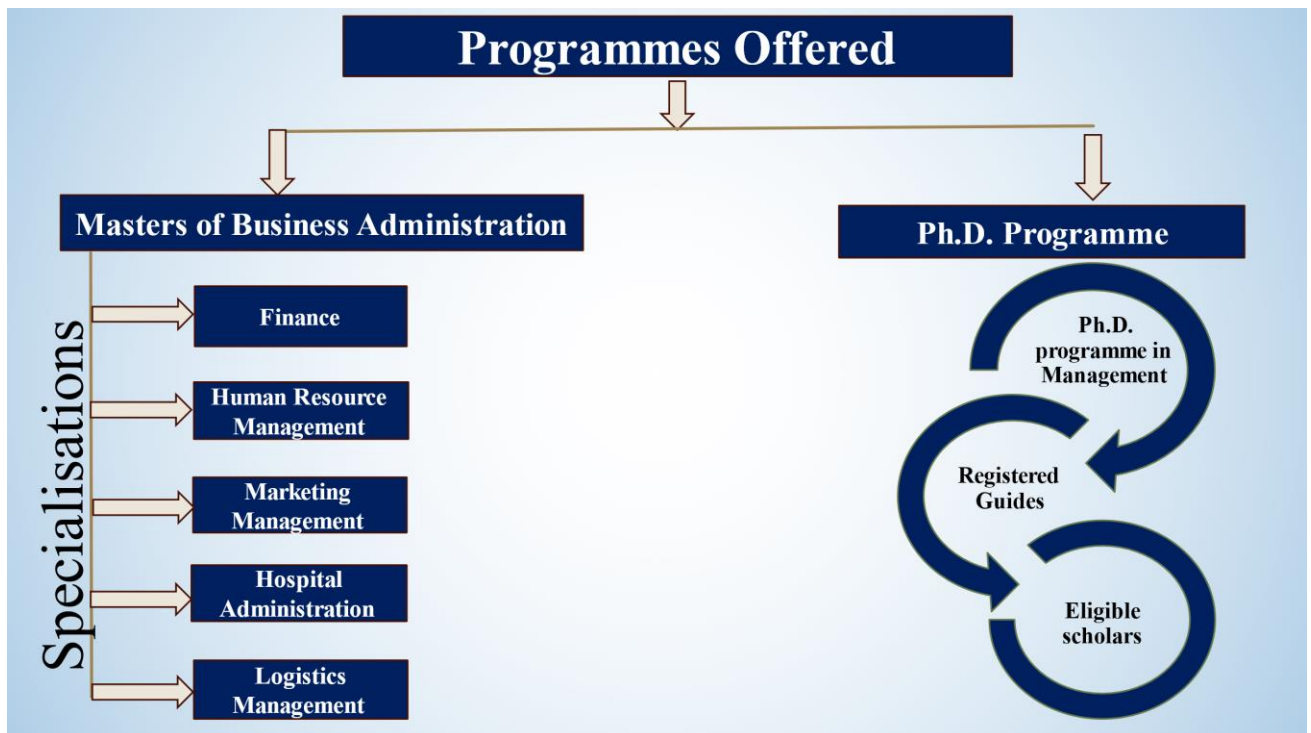 Programmes Offered
Masters of Business Administration
Specialisations
Finance
Human Resource
Management
Marketing
Management
Hospital
Administration
Logistics
Management
Ph.D. Programme
Ph.D.
programme in
Management
Registered
Guides
Eligible
scholars